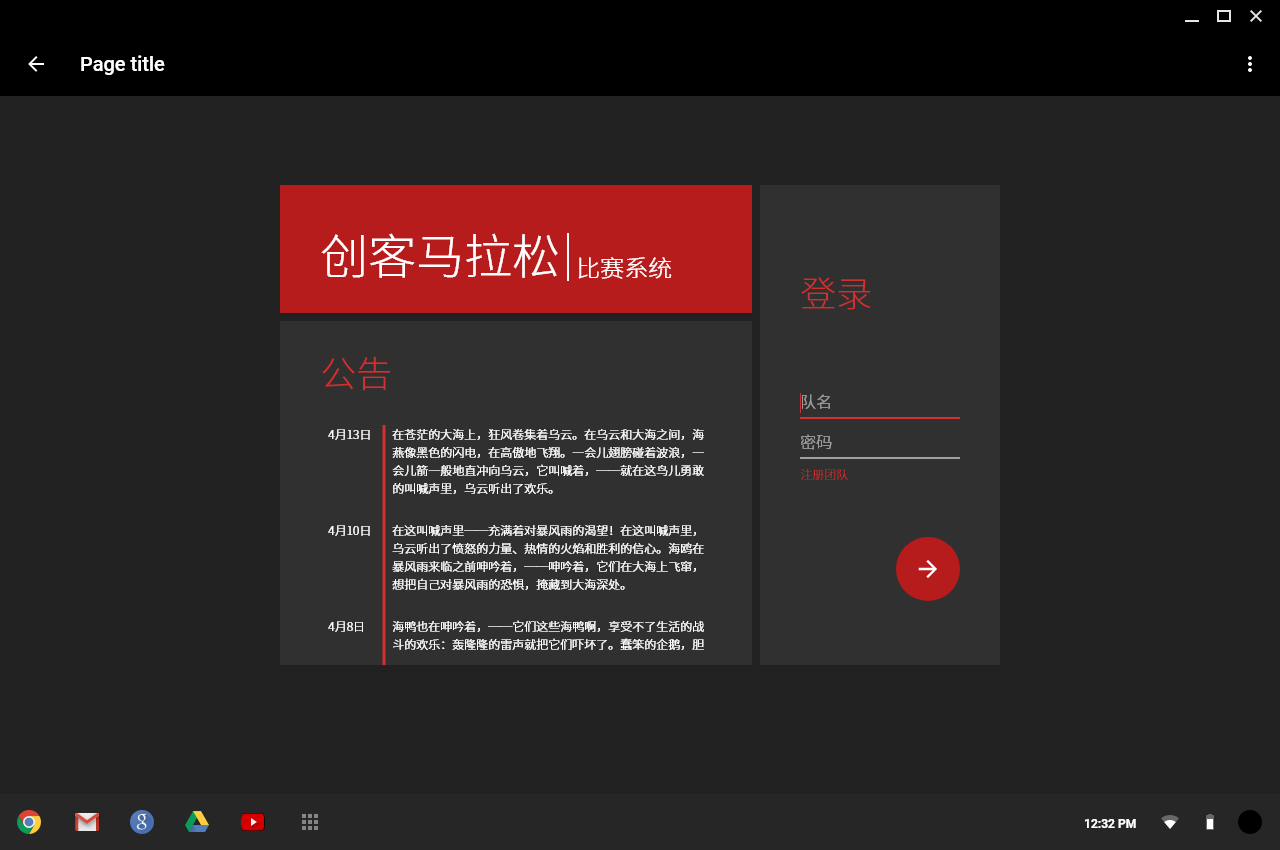 Page title
创客马拉松
比赛系统
公告
4月13日
在苍茫的大海上，狂风卷集着乌云。在乌云和大海之间，海
燕像黑色的闪电，在高傲地飞翔。一会儿翅膀碰着波浪，一
会儿箭一般地直冲向乌云，它叫喊着，——就在这鸟儿勇敢
的叫喊声里，乌云听出了欢乐。
4月10日
在这叫喊声里——充满着对暴风雨的渴望！在这叫喊声里，
乌云听出了愤怒的力量、热情的火焰和胜利的信心。海鸥在
暴风雨来临之前呻吟着，——呻吟着，它们在大海上飞窜，
想把自己对暴风雨的恐惧，掩藏到大海深处。
4月8日
海鸭也在呻吟着，——它们这些海鸭啊，享受不了生活的战
斗的欢乐：轰隆隆的雷声就把它们吓坏了。蠢笨的企鹅，胆
登录
队名
密码
注册团队
12:32 PM